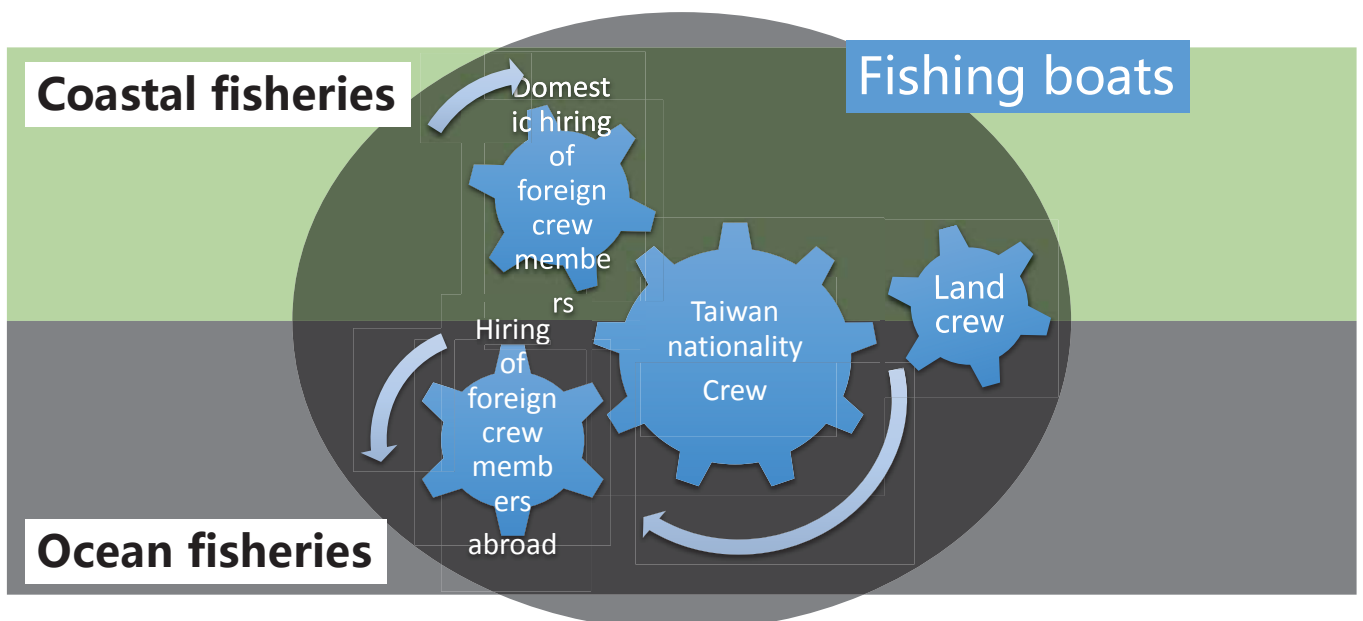 Coastal fisheries
Fishing boats
Domest
ic hiring
of
foreign
crew
membe
rs
Taiwan
nationality
Crew
Land
crew
Hiring
of
foreign
crew
memb
ers
abroad
Ocean fisheries